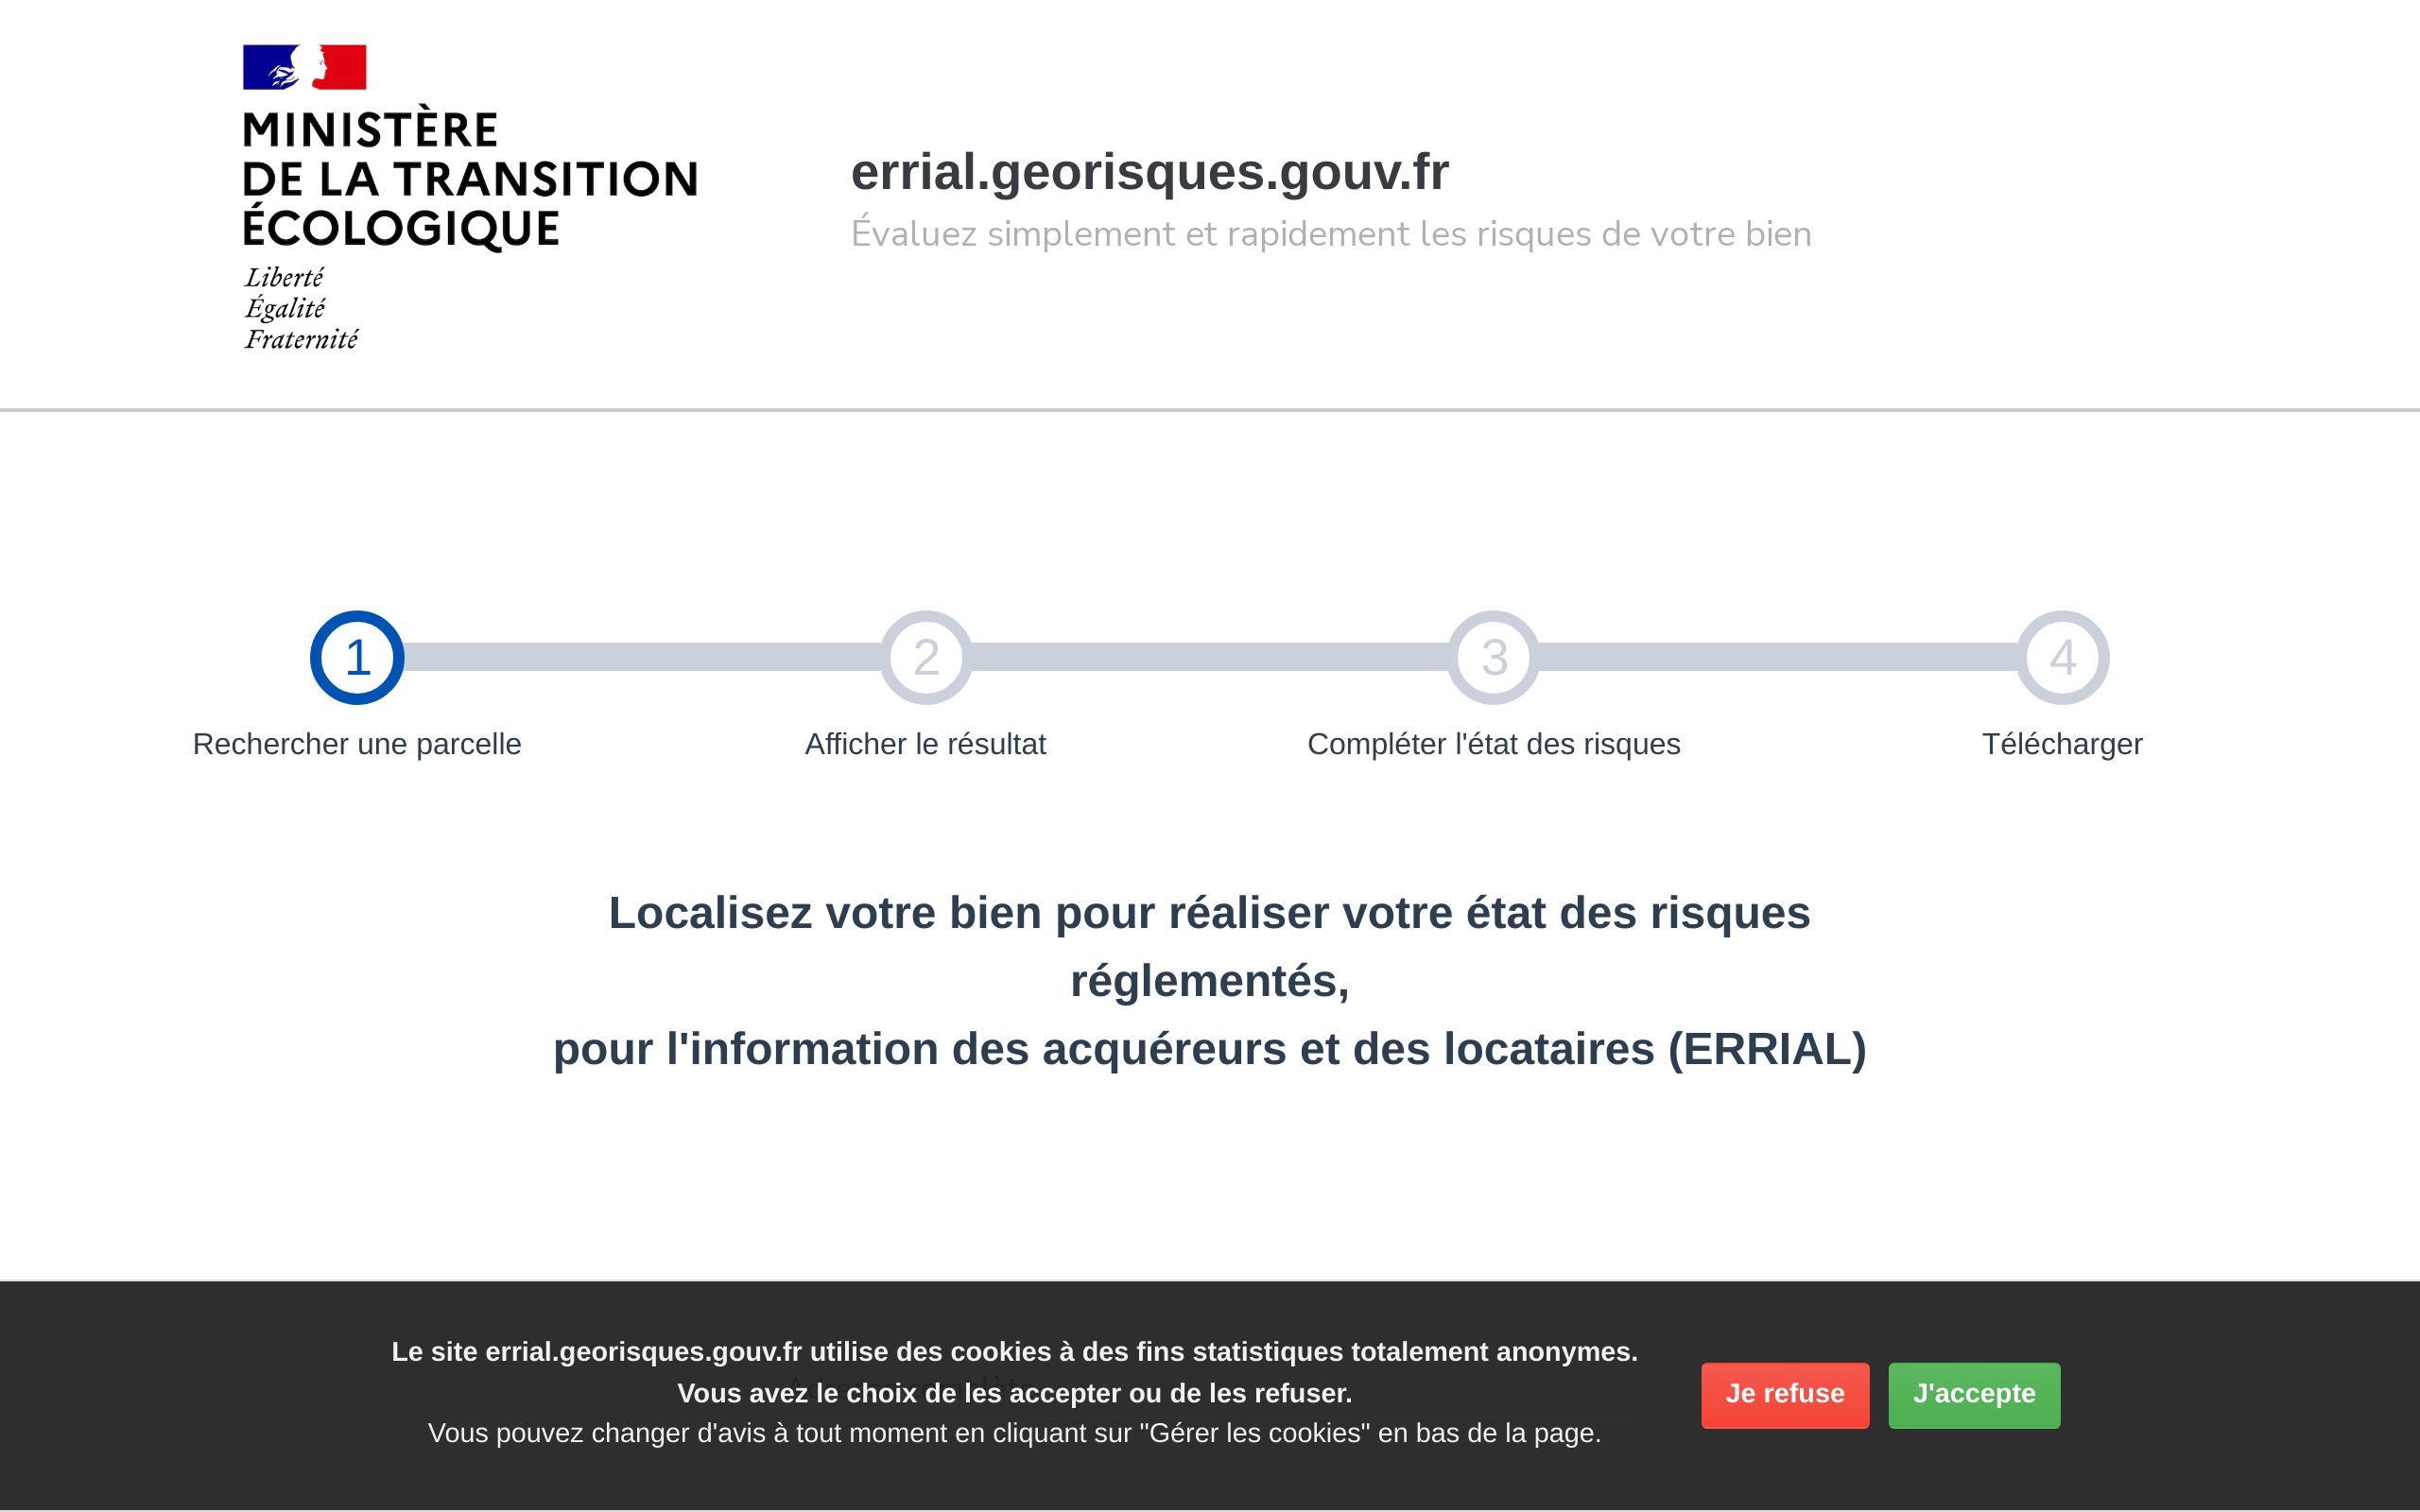 MINISTÈRE
DE LA TRANSITION
ÉCOLOGIQUE
Liberté
Égalité
Fraternité
errial.georisques.gouv.fr
Évaluez simplement et rapidement les risques de votre bien
1
2
3
4
Rechercher une parcelle
Afficher le résultat
Compléter l'état des risques
Télécharger
Localisez votre bien pour réaliser votre état des risques
réglementés,
pour l'information des acquéreurs et des locataires (ERRIAL)
Le site errial.georisques.gouv.fr utilise des cookies à des fins statistiques totalement anonymes.
Vous avez le choix de les accepter ou de les refuser.
Vous pouvez changer d'avis à tout moment en cliquant sur "Gérer les cookies" en bas de la page.
Je refuse
J'accepte